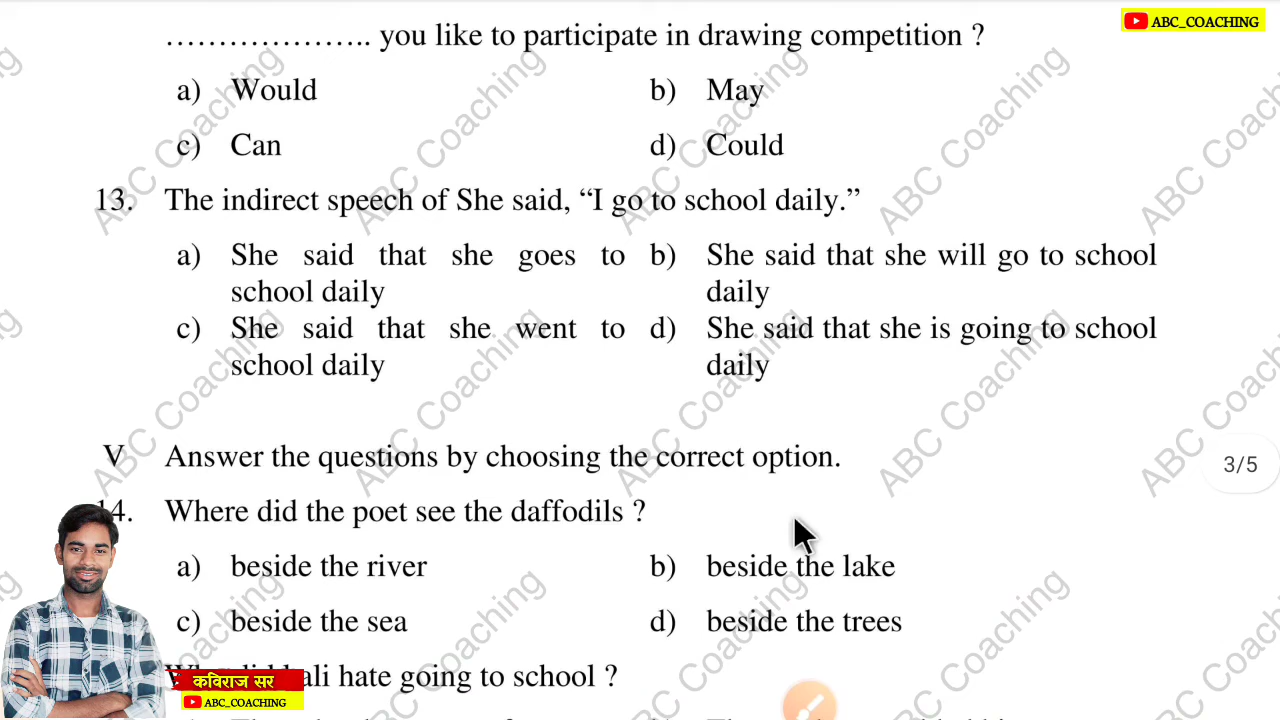 ABC_COACHING
………………….. you like to participate in drawing competition ?
a) Would b) May
c) Can d) Could
13. The indirect speech of She said, “I go to school daily.”
a) She said that she goes to b) She said that she will go to school
school daily daily
c) She said that she went to d) She said that she is going to school
school daily daily
V Answer the questions by choosing the correct option.
3/5
14. Where did the poet see the daffodils ?
a) beside the river b) beside the lake
c) beside the sea d) beside the trees
hate going to school ?
कविराज सर
ABC_COACHING
ABC Coaching